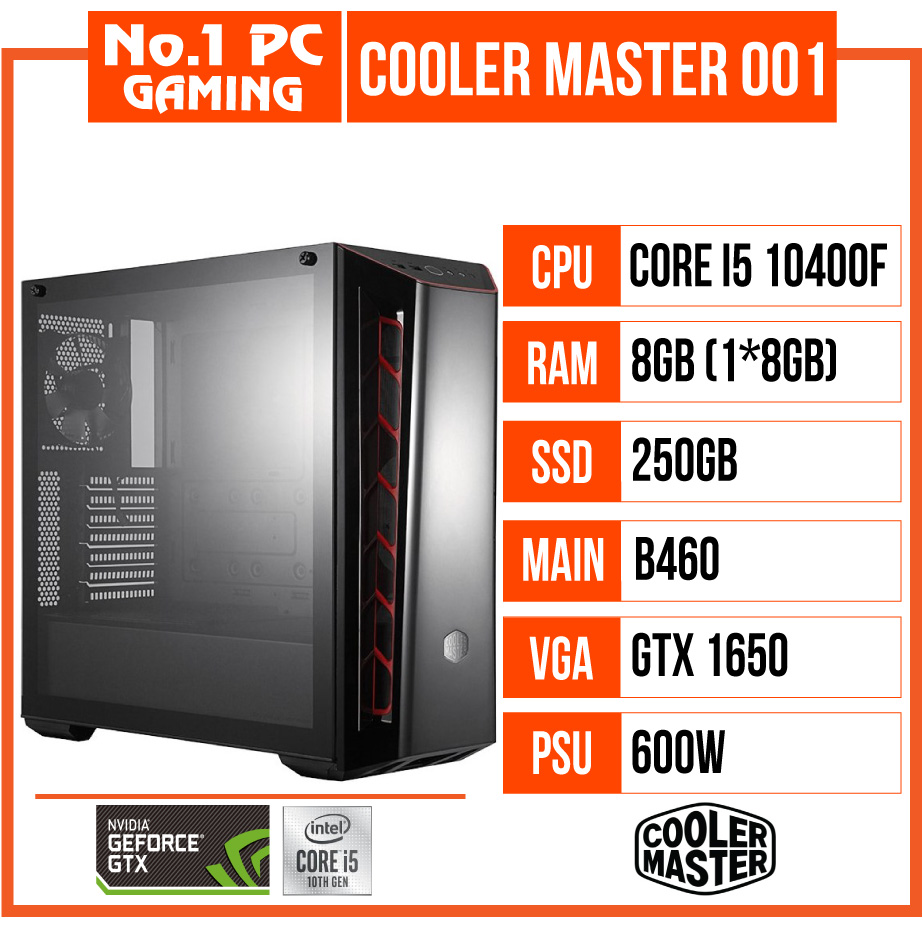 No.1 PC
GAMING
COOLER MASTER 001
CPU CORE I5 10400F
RAM 8GB (1*8GB)
SSD 250GB
MAIN B460
VGA GTX 1650
PSU 600W
NVIDIA
GEFORCE®
GTX
intel
CORE i5
10TH GEN
COOLER
MASTER